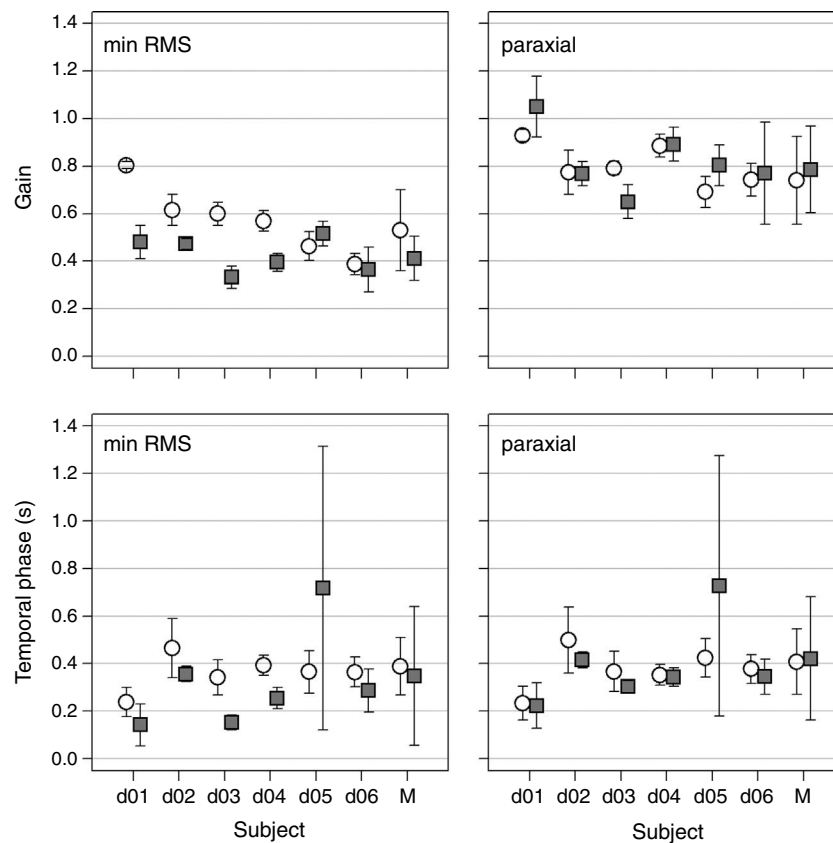 min RMS
paraxial
Gain
1.4
1.2
1.0
0.8
0.6
0.4
0.2
0.0
min RMS
paraxial
Temporal phase (s)
1.4
1.2
1.0
0.8
0.6
0.4
0.2
0.0
d01 d02 d03 d04 d05 d06 M
d01 d02 d03 d04 d05 d06 M
Subject
Subject